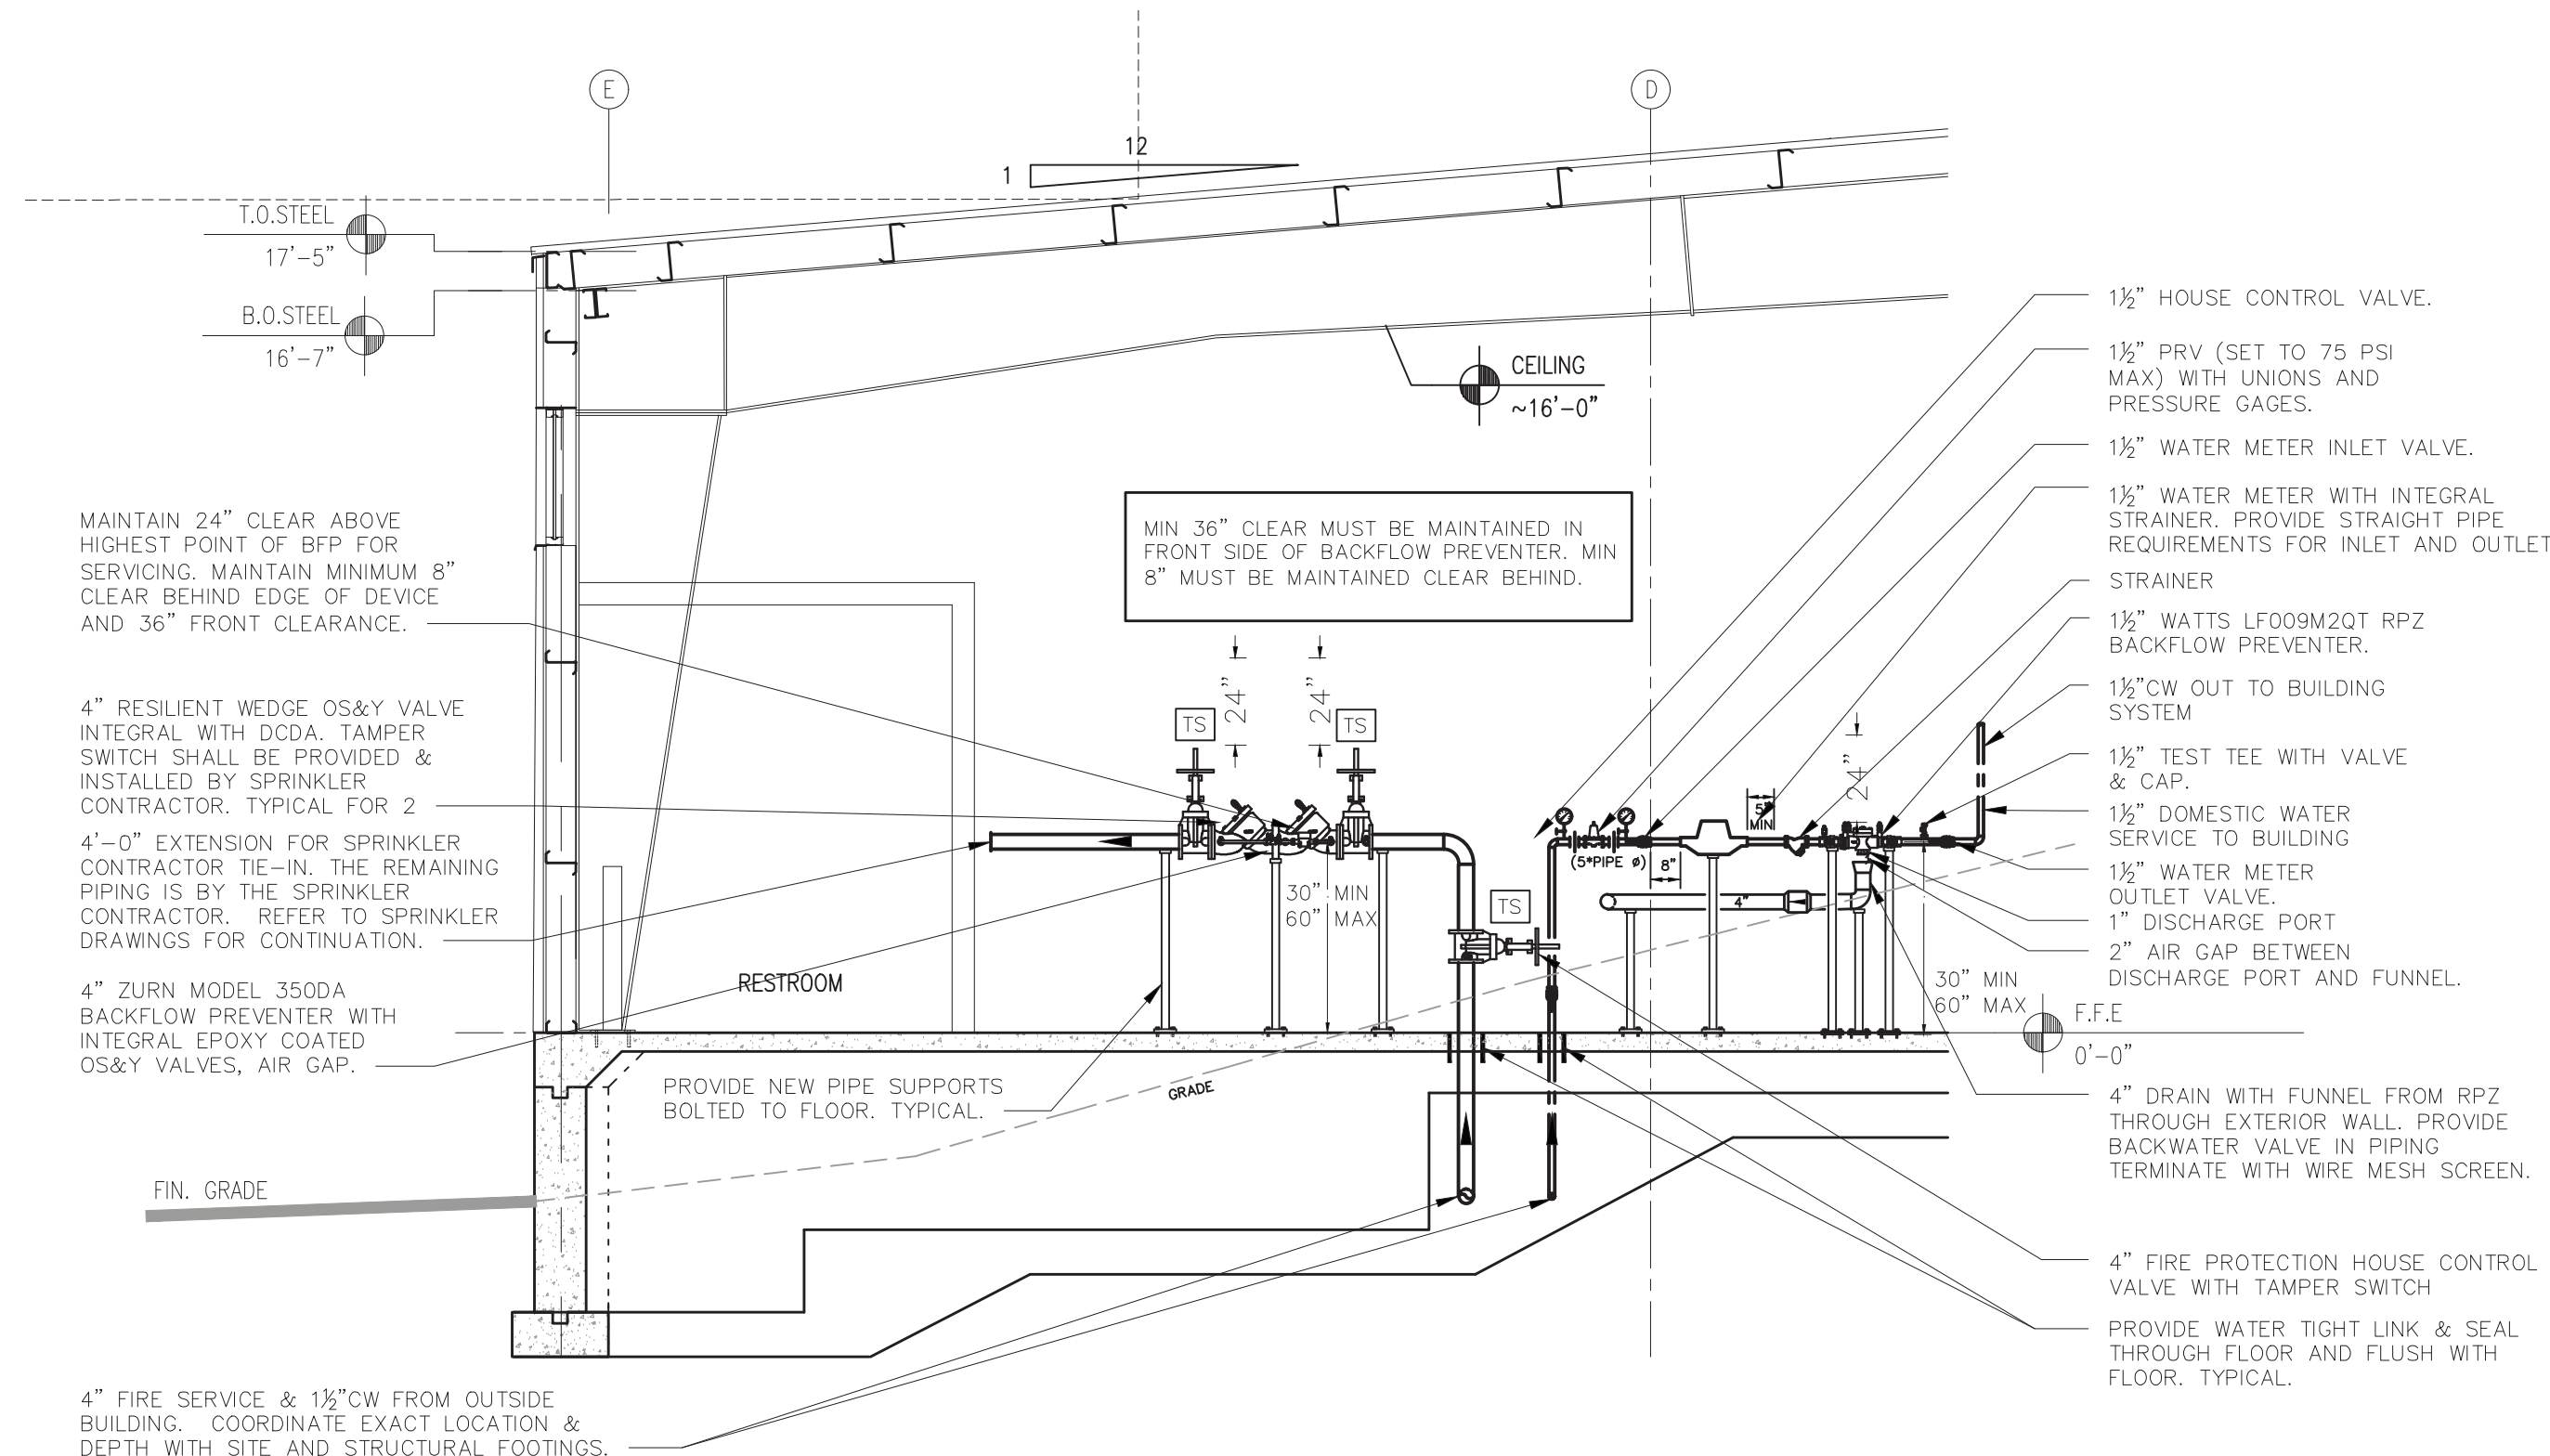 E
D
12
1
T.O.STEEL
17'-5"
B.O.STEEL
16'-7"
CEILING
~16'-0"
MAINTAIN 24" CLEAR ABOVE
HIGHEST POINT OF BFP FOR
SERVICING. MAINTAIN MINIMUM 8"
CLEAR BEHIND EDGE OF DEVICE
AND 36" FRONT CLEARANCE.
4" RESILIENT WEDGE OS&Y VALVE
INTEGRAL WITH DCDA. TAMPER
SWITCH SHALL BE PROVIDED &
INSTALLED BY SPRINKLER
CONTRACTOR. TYPICAL FOR 2
4'-0" EXTENSION FOR SPRINKLER
CONTRACTOR TIE-IN. THE REMAINING
PIPING IS BY THE SPRINKLER
CONTRACTOR. REFER TO SPRINKLER
DRAWINGS FOR CONTINUATION.
4" ZURN MODEL 350DA
BACKFLOW PREVENTER WITH
INTEGRAL EPOXY COATED
OS&Y VALVES, AIR GAP.
FIN. GRADE
4" FIRE SERVICE & 1½"CW FROM OUTSIDE
BUILDING. COORDINATE EXACT LOCATION &
DEPTH WITH SITE AND STRUCTURAL FOOTINGS.
MIN 36" CLEAR MUST BE MAINTAINED IN
FRONT SIDE OF BACKFLOW PREVENTER. MIN
8" MUST BE MAINTAINED CLEAR BEHIND.
TS
24"
24"
TS
30" MIN
60" MAX
TS
RESTROOM
PROVIDE NEW PIPE SUPPORTS
BOLTED TO FLOOR. TYPICAL.
GRADE
(5*PIPE ø)
8"
5"
MIN
24"
4"
30" MIN
60" MAX
F.F.E
0'-0"
1½" HOUSE CONTROL VALVE.
1½" PRV (SET TO 75 PSI
MAX) WITH UNIONS AND
PRESSURE GAGES.
1½" WATER METER INLET VALVE.
1½" WATER METER WITH INTEGRAL
STRAINER. PROVIDE STRAIGHT PIPE
REQUIREMENTS FOR INLET AND OUTLET
STRAINER
1½" WATTS LF009M2QT RPZ
BACKFLOW PREVENTER.
1½"CW OUT TO BUILDING
SYSTEM
1½" TEST TEE WITH VALVE
& CAP.
1½" DOMESTIC WATER
SERVICE TO BUILDING
1½" WATER METER
OUTLET VALVE.
1" DISCHARGE PORT
2" AIR GAP BETWEEN
DISCHARGE PORT AND FUNNEL.
4" DRAIN WITH FUNNEL FROM RPZ
THROUGH EXTERIOR WALL. PROVIDE
BACKWATER VALVE IN PIPING
TERMINATE WITH WIRE MESH SCREEN.
4" FIRE PROTECTION HOUSE CONTROL
VALVE WITH TAMPER SWITCH
PROVIDE WATER TIGHT LINK & SEAL
THROUGH FLOOR AND FLUSH WITH
FLOOR. TYPICAL.